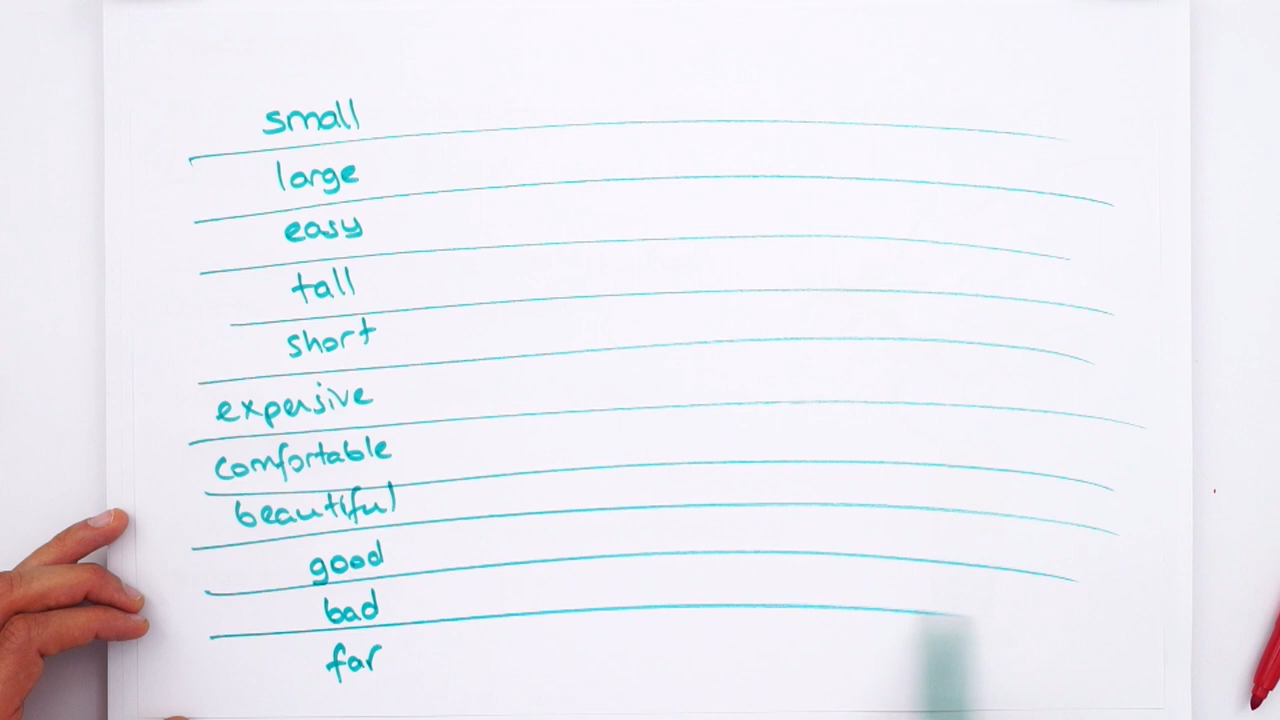 small
large
easy
tall
short
expensive
comfortable
beautiful
good
bad
far